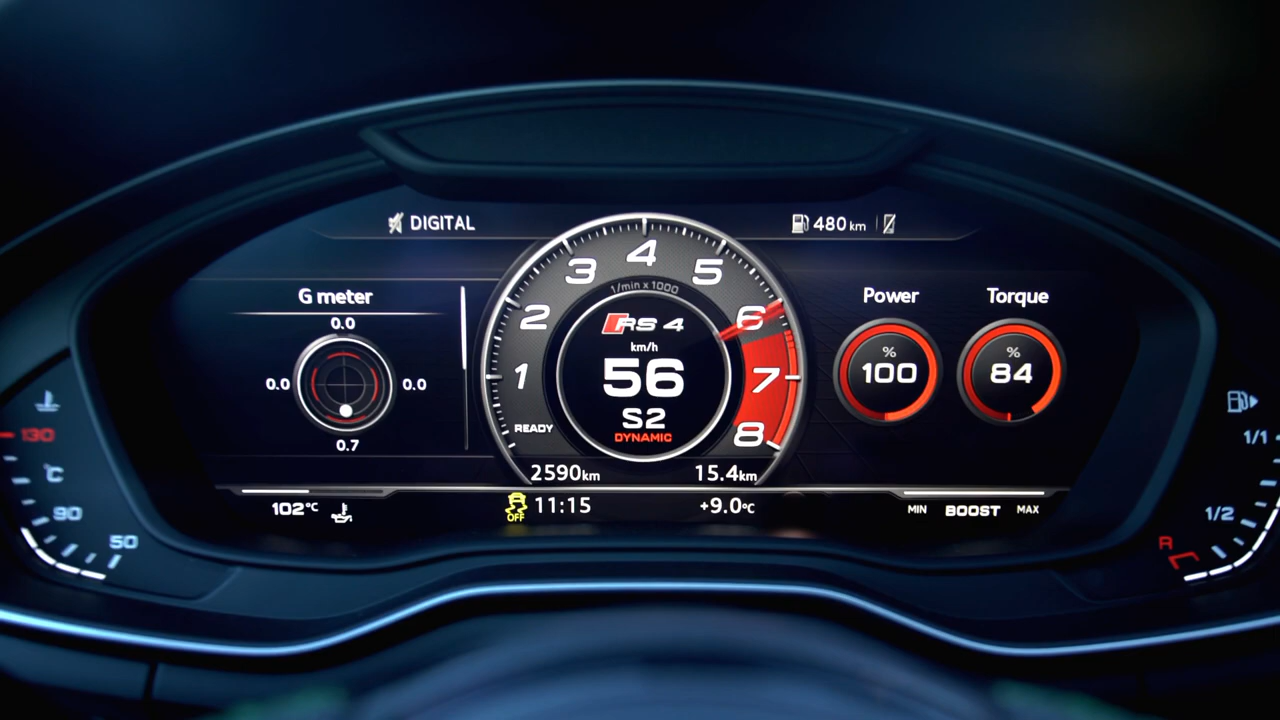 DIGITAL
480 km
G meter
0.0
0.0
0.0
0.7
1
2
3
4
5
6
7
8
1/min x 1000
RS 4
km/h
56
S2
DYNAMIC
READY
2590km
15.4km
Power
%
100
Torque
%
84
130
°C
90
50
102°C
OFF
11:15
+9.0°C
MIN BOOST MAX
1/1
1/2
R